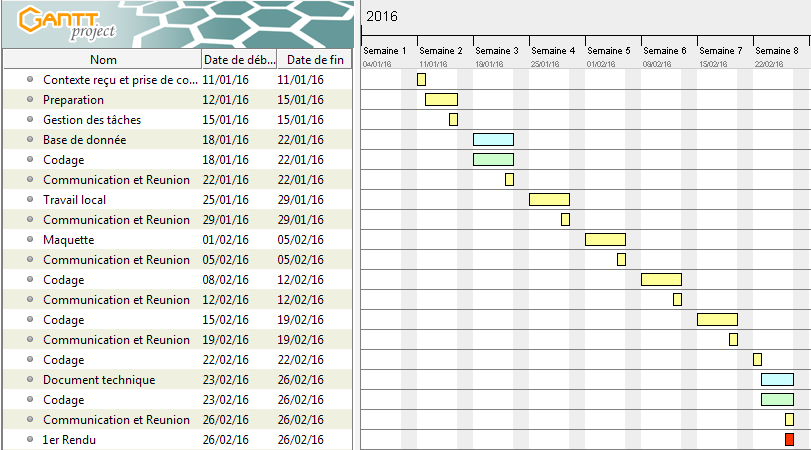 GANTT
project
2016
Semaine 1 Semaine 2 Semaine 3 Semaine 4 Semaine 5 Semaine 6 Semaine 7 Semaine 8
04/01/16 11/01/16 18/01/16 25/01/16 01/02/16 08/02/16 15/02/16 22/02/16
Nom Date de déb... Date de fin
Contexte reçu et prise de co... 11/01/16 11/01/16
Preparation 12/01/16 15/01/16
Gestion des tâches 15/01/16 15/01/16
Base de donnée 18/01/16 22/01/16
Codage 18/01/16 22/01/16
Communication et Reunion 22/01/16 22/01/16
Travail local 25/01/16 29/01/16
Communication et Reunion 29/01/16 29/01/16
Maquette 01/02/16 05/02/16
Communication et Reunion 05/02/16 05/02/16
Codage 08/02/16 12/02/16
Communication et Reunion 12/02/16 12/02/16
Codage 15/02/16 19/02/16
Communication et Reunion 19/02/16 19/02/16
Codage 22/02/16 22/02/16
Document technique 23/02/16 26/02/16
Codage 23/02/16 26/02/16
Communication et Reunion 26/02/16 26/02/16
1er Rendu 26/02/16 26/02/16